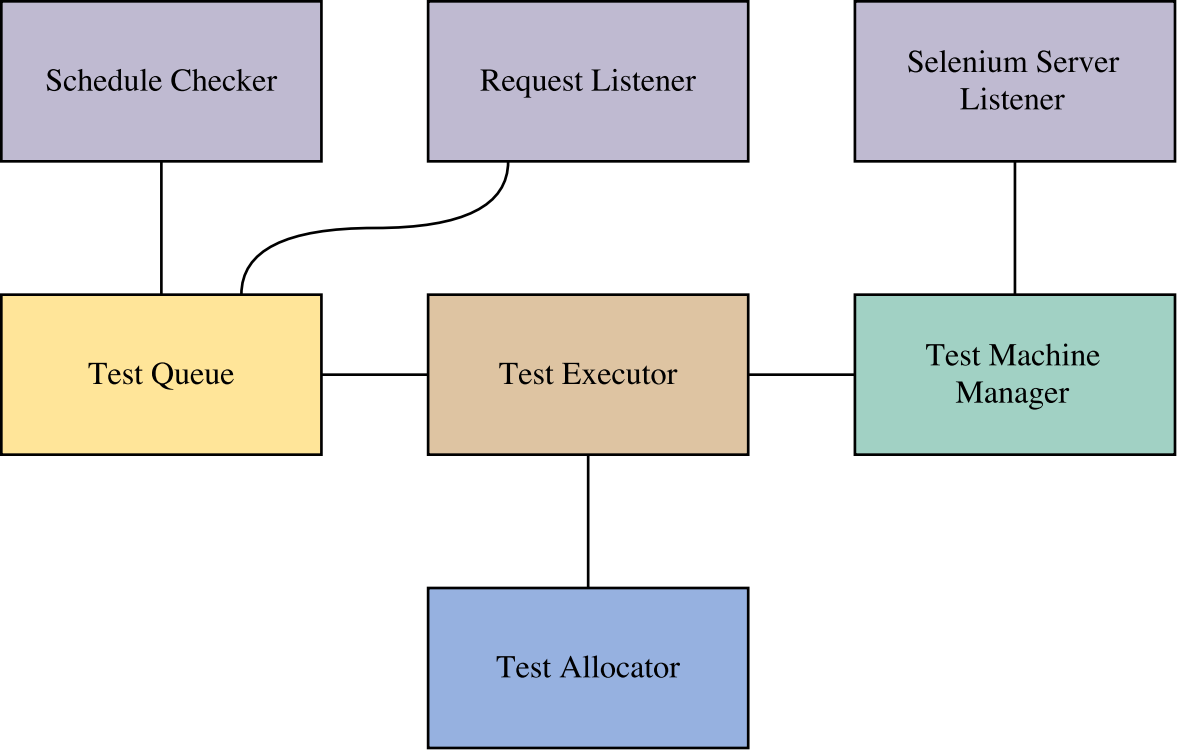 Schedule Checker
Request Listener
Selenium Server
Listener
Test Queue
Test Executor
Test Machine
Manager
Test Allocator